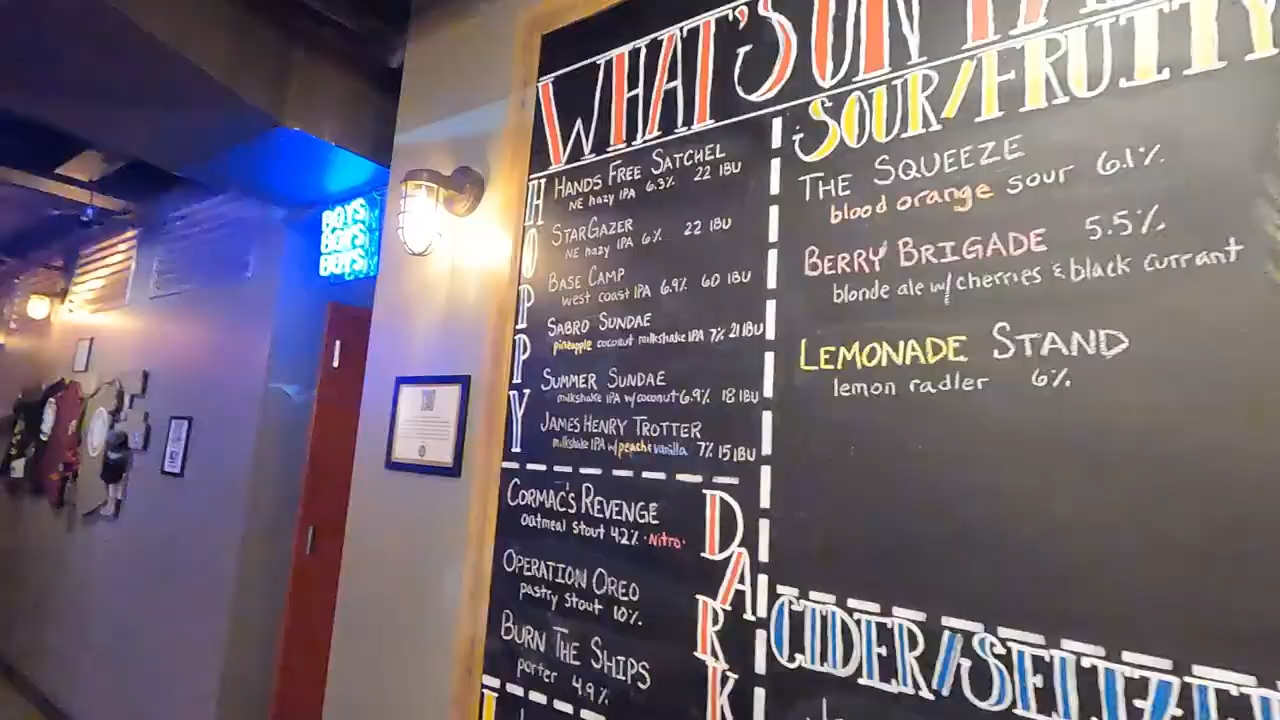 WHAT'S ON
BOYS
BOYS
BOYS
HOPPY
HANDS FREE SATCHEL
NE hazy IPA 6.3% 22 IBU
STARGAZER
NE hazy IPA 6% 22 IBU
BASE CAMP
west coast IPA 6.9% 60 IBU
SABRO SUNDAE
pineapple coconut milkshake IPA 7% 21 IBU
SUMMER SUNDAE
milkshake IPA w/coconut 6.9% 18 IBU
JAMES HENRY TROTTER
milkshake IPA w/peach & vanilla 7% 15 IBU
DARK
CORMAC'S REVENGE
oatmeal stout 4.2% ·Nitro·
OPERATION OREO
pastry stout 10%
BURN THE SHIPS
porter 4.9%
SOUR/FRUITY
THE SQUEEZE
blood orange sour 6.1%
BERRY BRIGADE 5.5%
blonde ale w/cherries & black currant
LEMONADE STAND
lemon radler 6%
CIDER/SELTZE